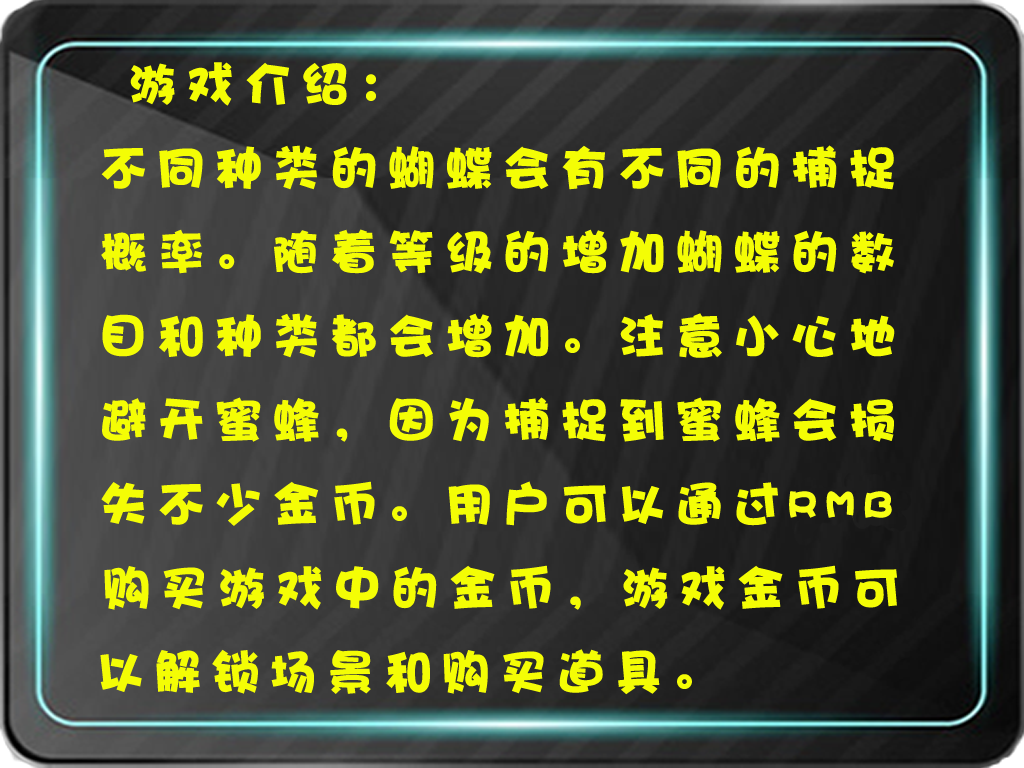 游戏介绍：
不同种类的蝴蝶会有不同的捕捉
概率。随着等级的增加蝴蝶的数
目和种类都会增加。注意小心地
避开蜜蜂，因为捕捉到蜜蜂会损
失不少金币。用户可以通过RMB
购买游戏中的金币，游戏金币可
以解锁场景和购买道具。